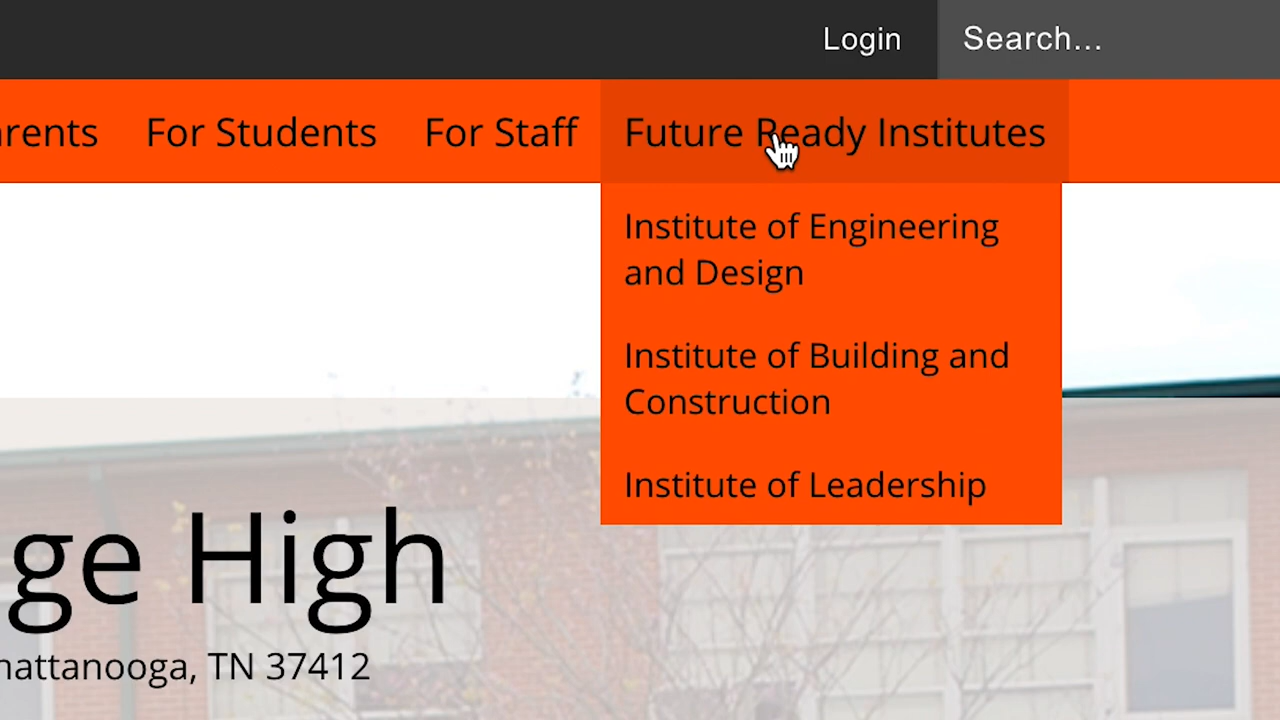 Login
Search...
arents
For Students
For Staff
Future Ready Institutes
Institute of Engineering
and Design
Institute of Building and
Construction
Institute of Leadership
ge High
hattanooga, TN 37412